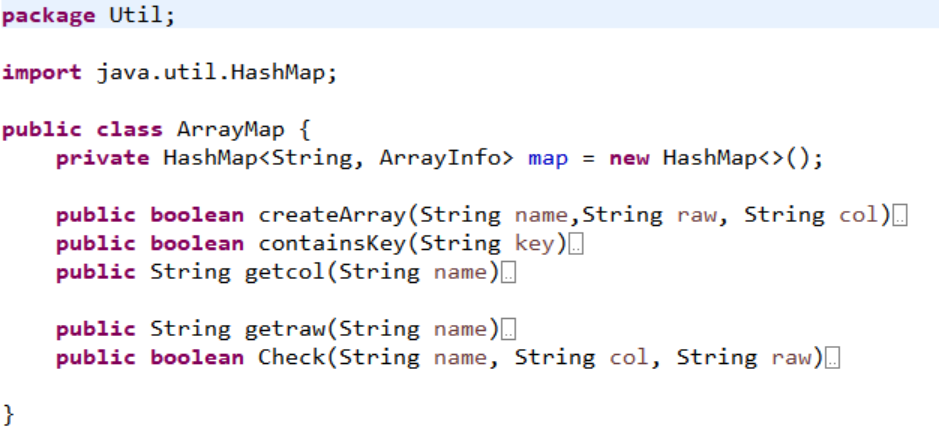 package Util;
import java.util.HashMap;
public class ArrayMap {
private HashMap<String, ArrayInfo> map = new HashMap<>();
public boolean createArray(String name,String raw, String col)
public boolean containsKey(String key)
public String getcol(String name)
public String getraw(String name)
public boolean Check(String name, String col, String raw)
}